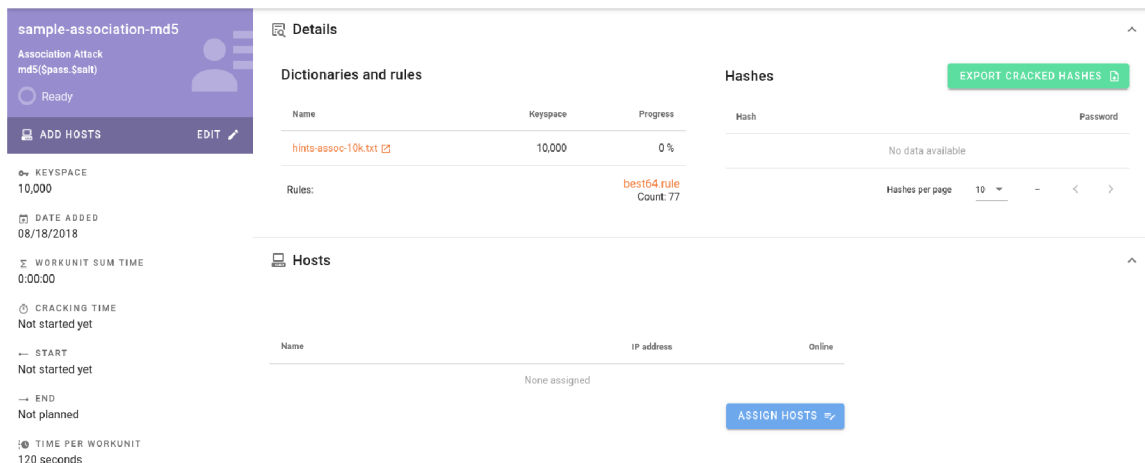 sample-association-md5
Association Attack
md5($pass.$salt)
Ready
ADD HOSTS EDIT
KEYSPACE
10,000
DATE ADDED
08/18/2018
WORKUNIT SUM TIME
0:00:00
CRACKING TIME
Not started yet
START
Not started yet
END
Not planned
TIME PER WORKUNIT
120 seconds
Details
Dictionaries and rules
Name Keyspace Progress
hints-assoc-10k.txt 10,000 0 %
Rules: best64.rule
Count: 77
Hashes EXPORT CRACKED HASHES
Hash Password
No data available
Hashes per page 10 –
Hosts
Name IP address Online
None assigned
ASSIGN HOSTS